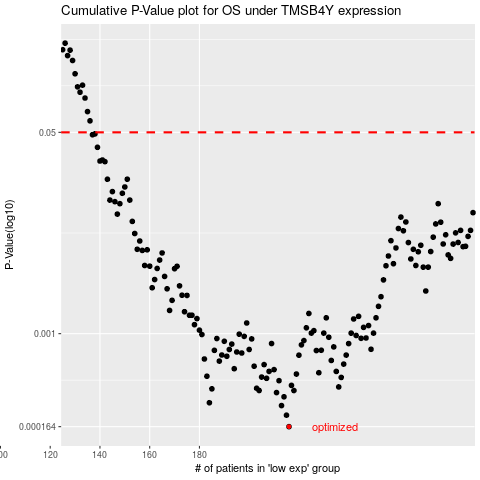 Cumulative P-Value plot for OS under TMSB4Y expression
P-Value(log10)
0.05
0.001
0.000164
optimized
00 120 140 160 180
# of patients in 'low exp' group